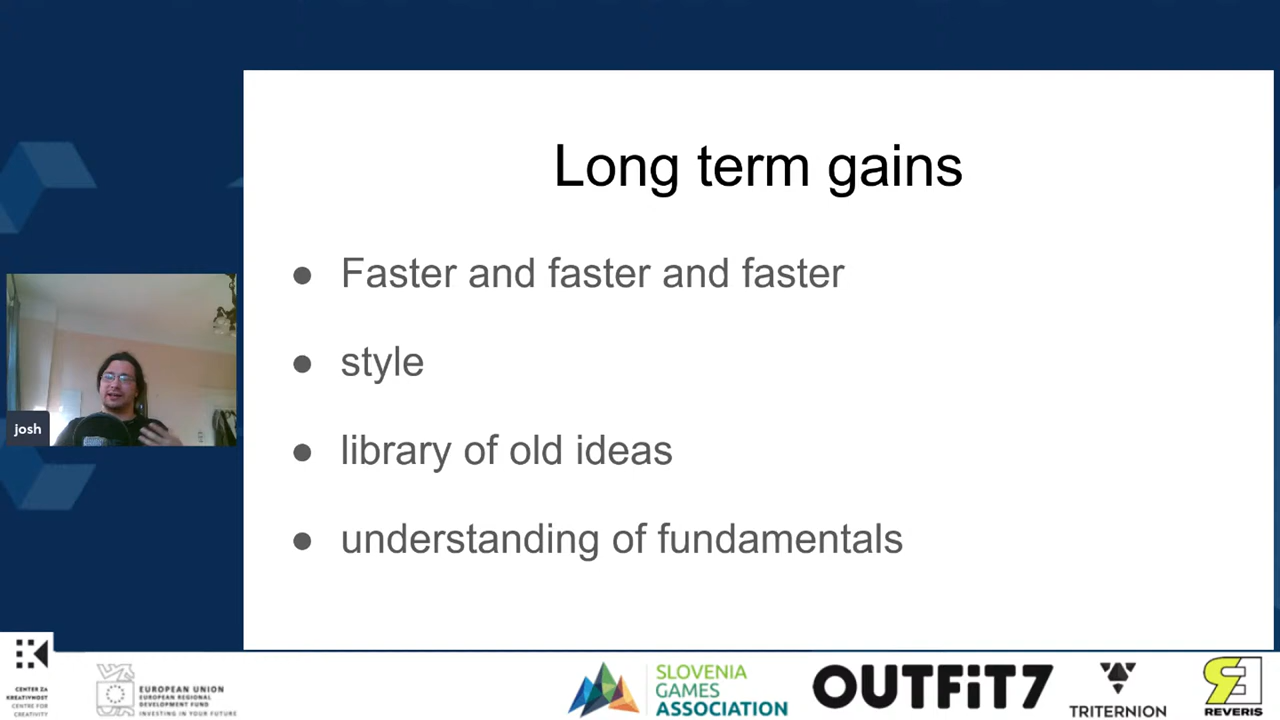 Long term gains
● Faster and faster and faster
● style
● library of old ideas
● understanding of fundamentals
josh
CENTER ZA
KREATIVNOST
CENTRE FOR
CREATIVITY
EUROPEAN UNION
EUROPEAN REGIONAL
DEVELOPMENT FUND
INVESTING IN YOUR FUTURE
SLOVENIA
GAMES
ASSOCIATION
OUTFiT7
TRITERNION
REVERIS